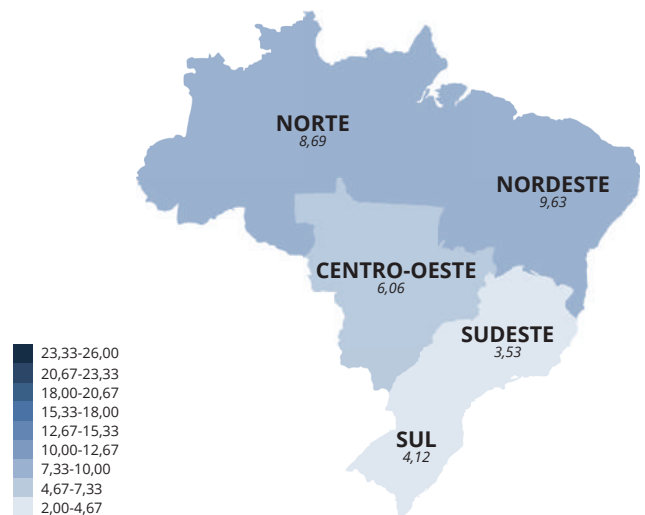 NORTE
8,69
NORDESTE
9,63
CENTRO-OESTE
6,06
SUDESTE
3,53
SUL
4,12
23,33-26,00
20,67-23,33
18,00-20,67
15,33-18,00
12,67-15,33
10,00-12,67
7,33-10,00
4,67-7,33
2,00-4,67